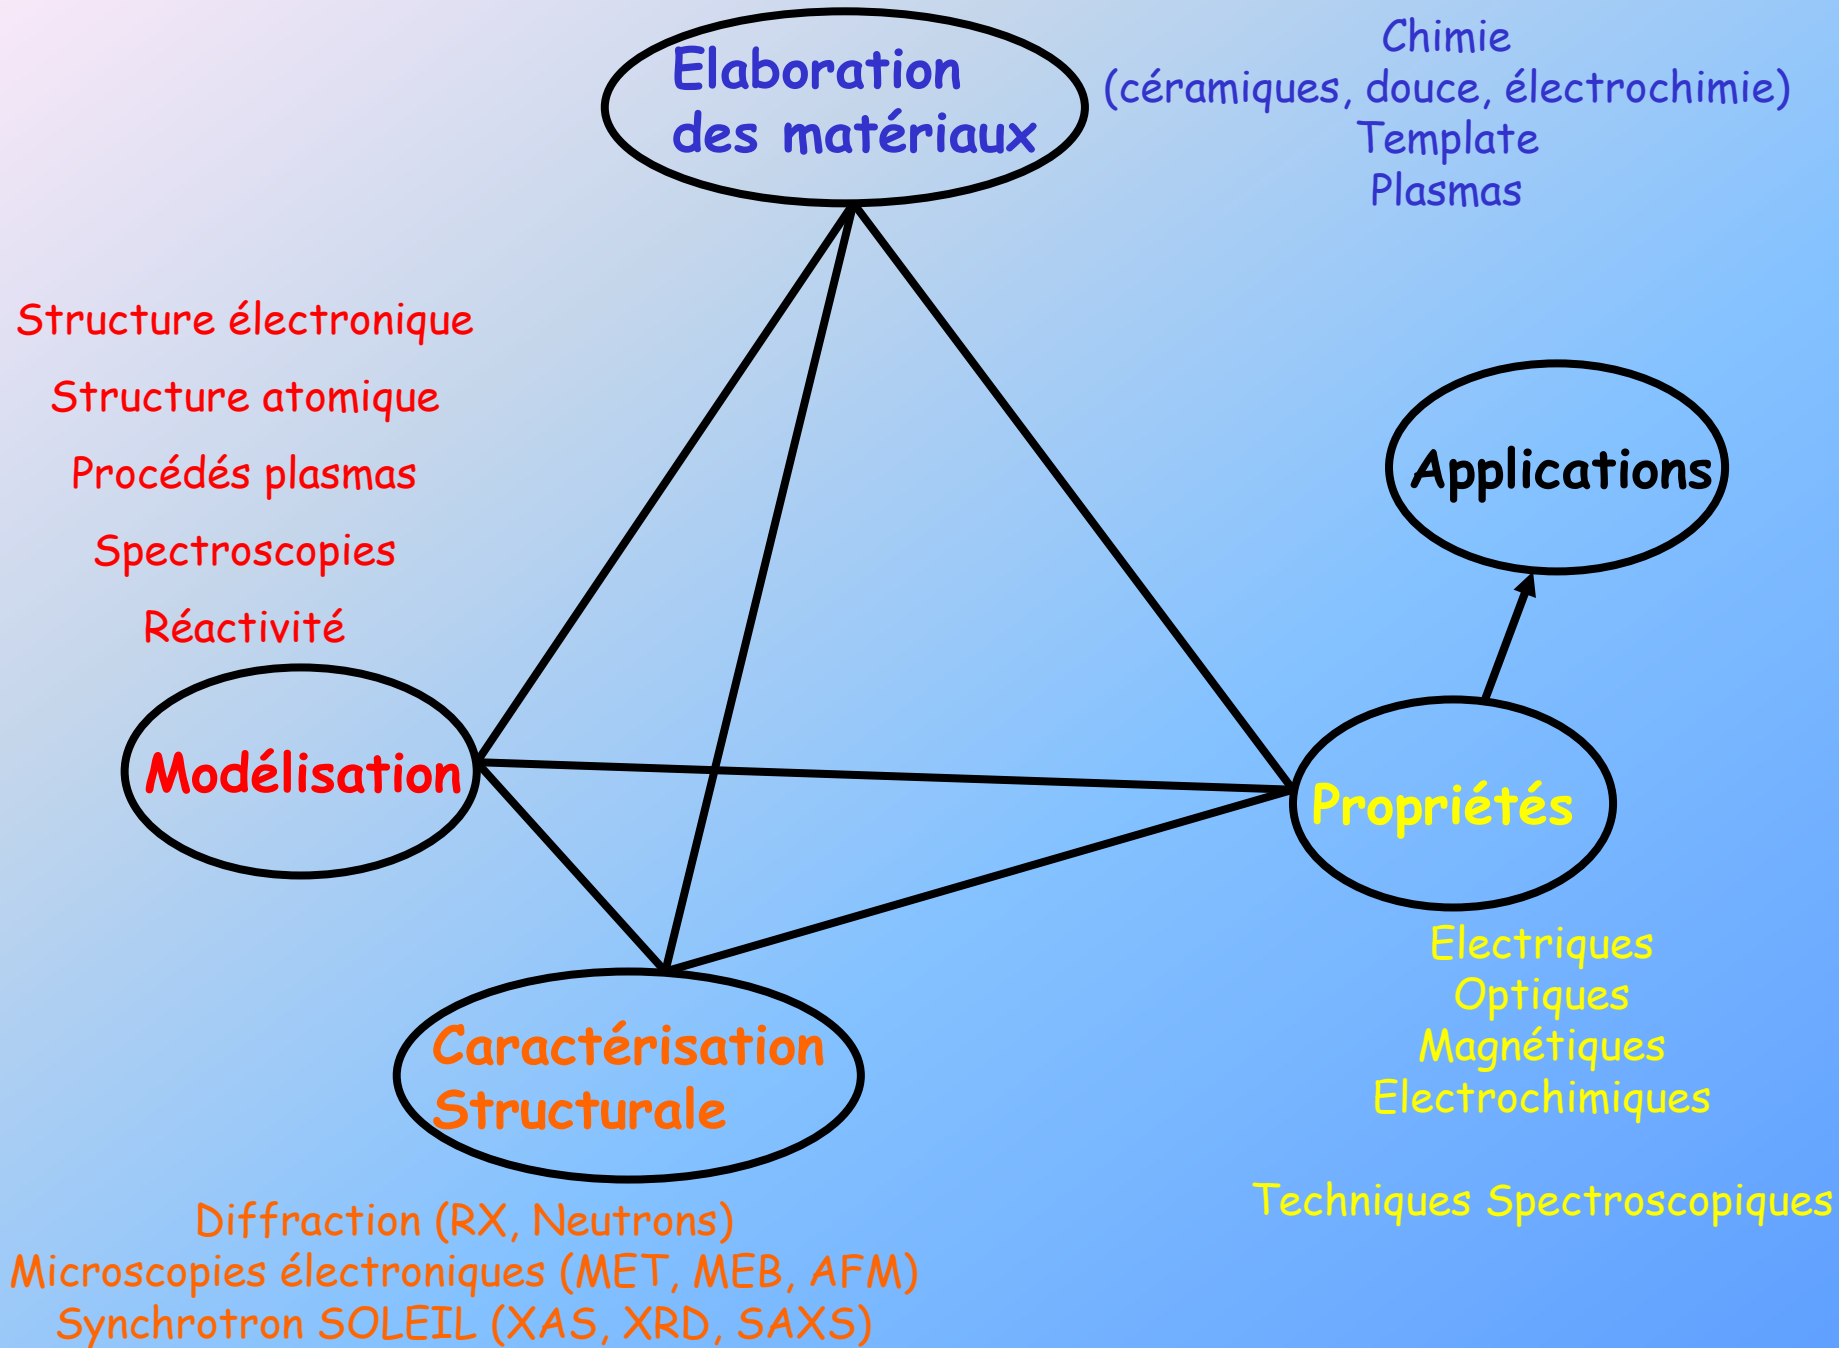 Elaboration
des matériaux
Chimie
(céramiques, douce, électrochimie)
Template
Plasmas
Structure électronique
Structure atomique
Procédés plasmas
Spectroscopies
Réactivité
Applications
Modélisation
Propriétés
Electriques
Optiques
Magnétiques
Electrochimiques
Techniques Spectroscopiques
Caractérisation
Structurale
Diffraction (RX, Neutrons)
Microscopies électroniques (MET, MEB, AFM)
Synchrotron SOLEIL (XAS, XRD, SAXS)